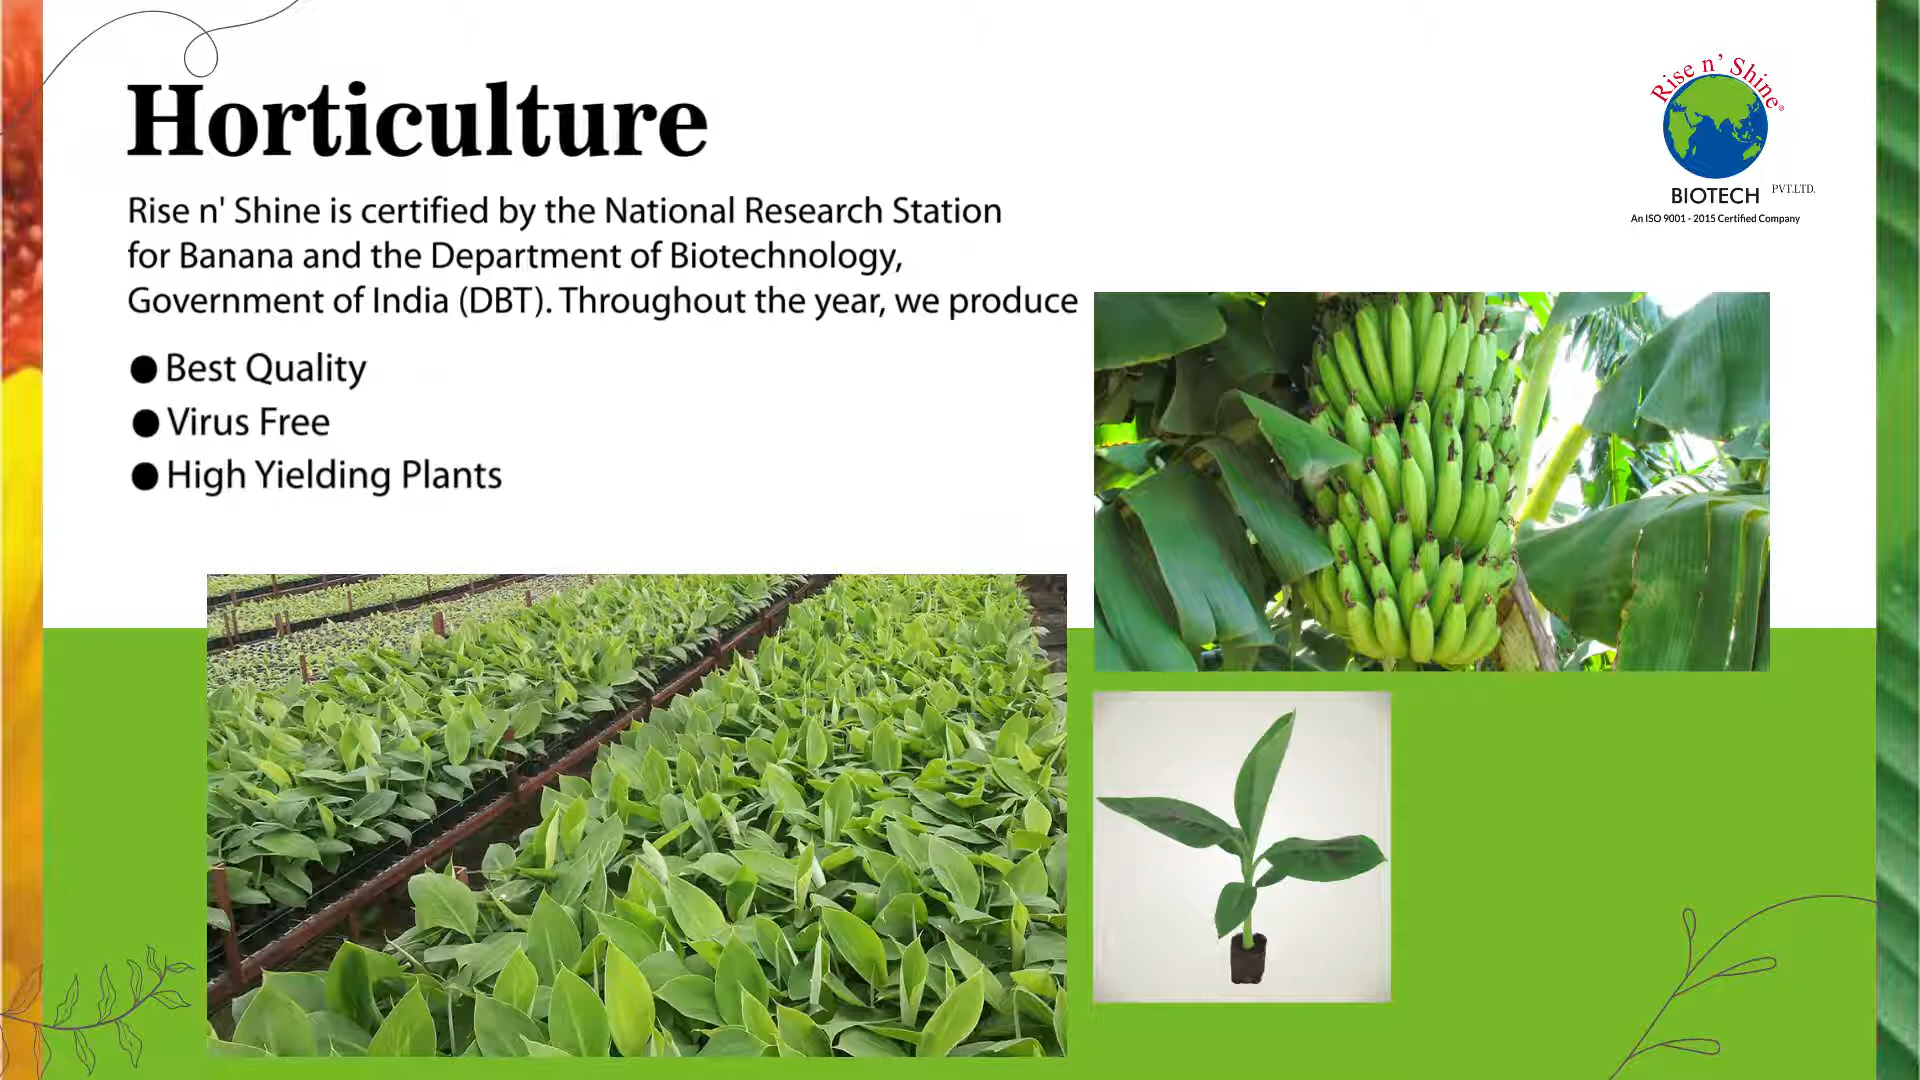 Horticulture
Rise n' Shine is certified by the National Research Station
for Banana and the Department of Biotechnology,
Government of India (DBT). Throughout the year, we produce
● Best Quality
● Virus Free
● High Yielding Plants
Rise n' Shine®
BIOTECH PVT.LTD.
An ISO 9001 - 2015 Certified Company